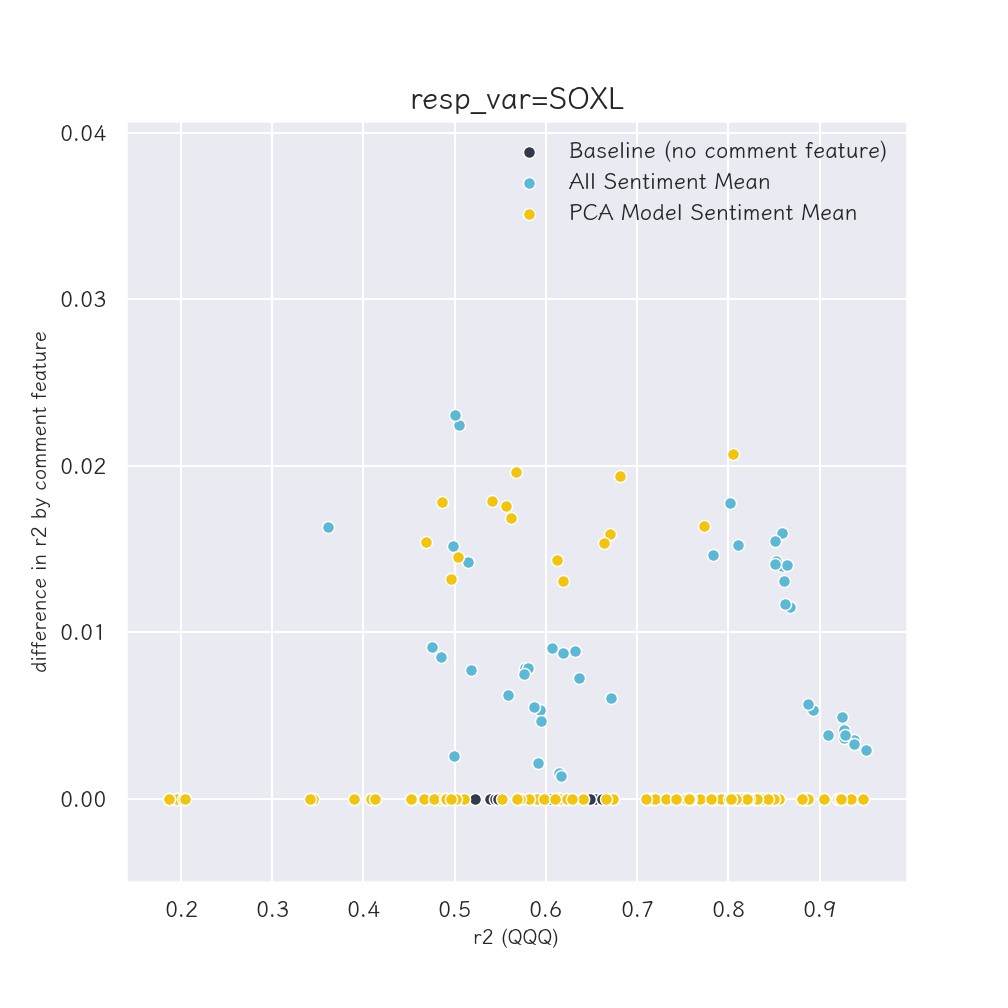 resp_var=SOXL
Baseline (no comment feature)
All Sentiment Mean
PCA Model Sentiment Mean
0.04
0.03
0.02
0.01
0.00
difference in r2 by comment feature
0.2 0.3 0.4 0.5 0.6 0.7 0.8 0.9
r2 (QQQ)